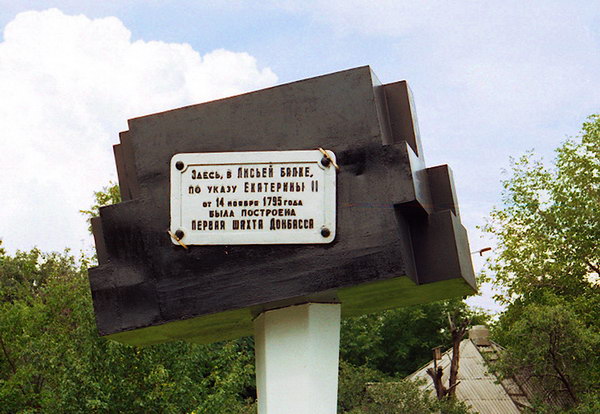 Здесь, в Лисьей балке,
по указу Екатерины II
от 14 ноября 1795 года
была построена
первая шахта Донбасса